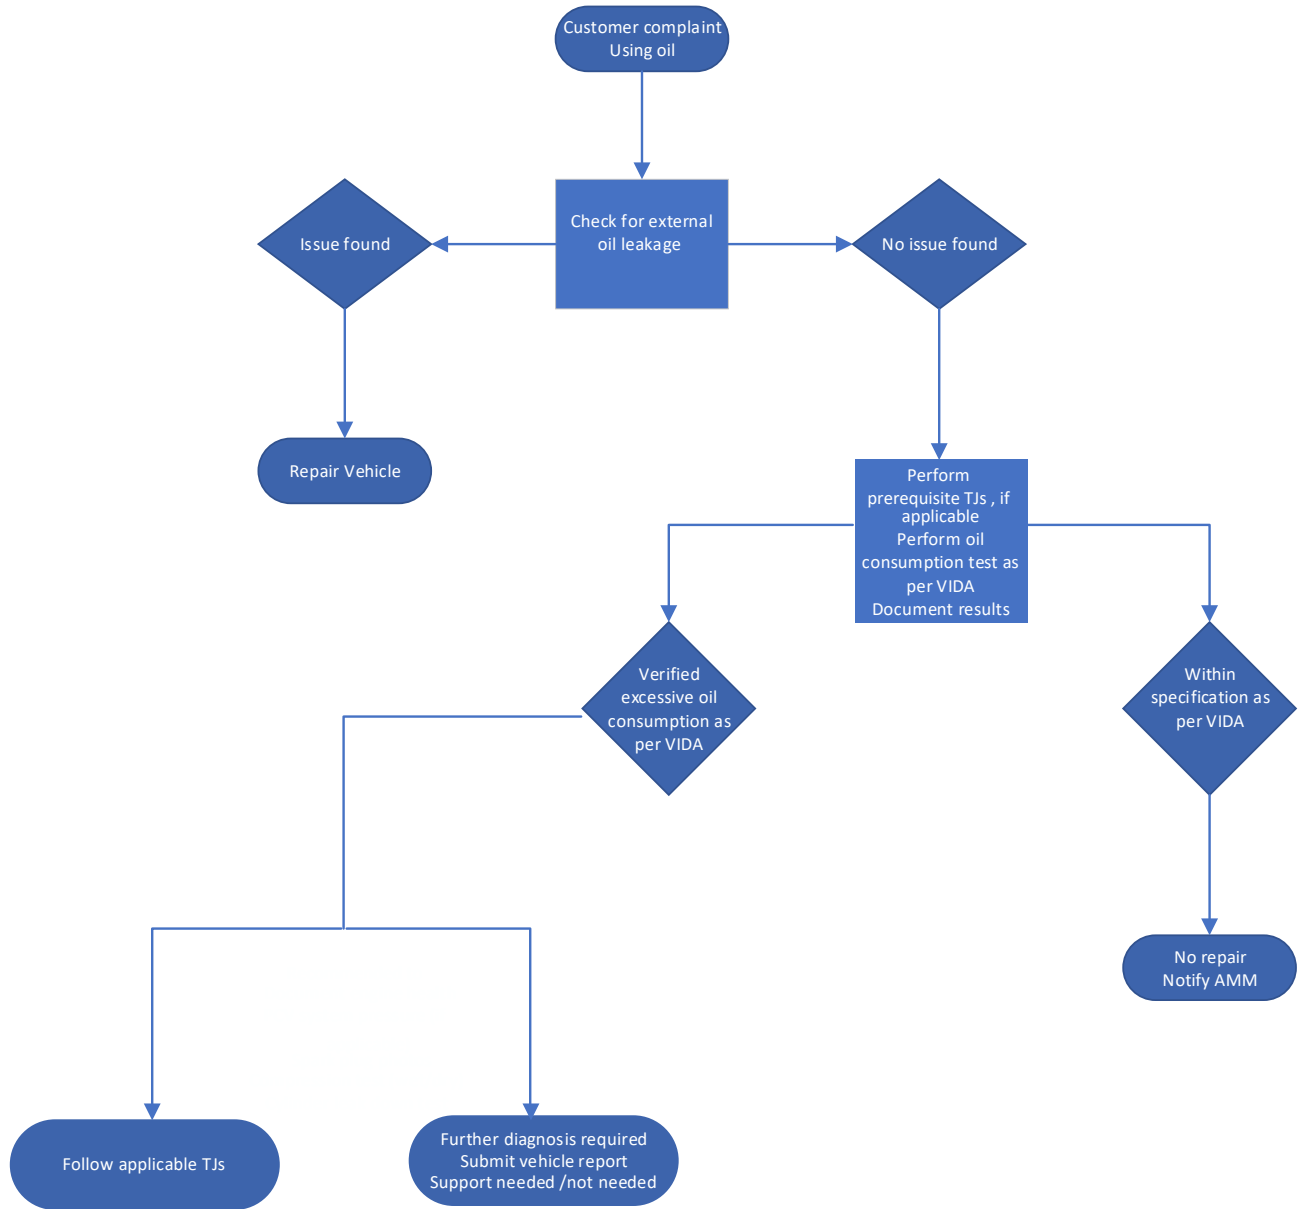 Customer complaint
Using oil
Issue found
Check for external
oil leakage
No issue found
Repair Vehicle
Perform
prerequisite TJs , if
applicable
Perform oil
consumption test as
per VIDA
Document results
Verified
excessive oil
consumption as
per VIDA
Within
specification as
per VIDA
No repair
Notify AMM
Follow applicable TJs
Further diagnosis required
Submit vehicle report
Support needed /not needed